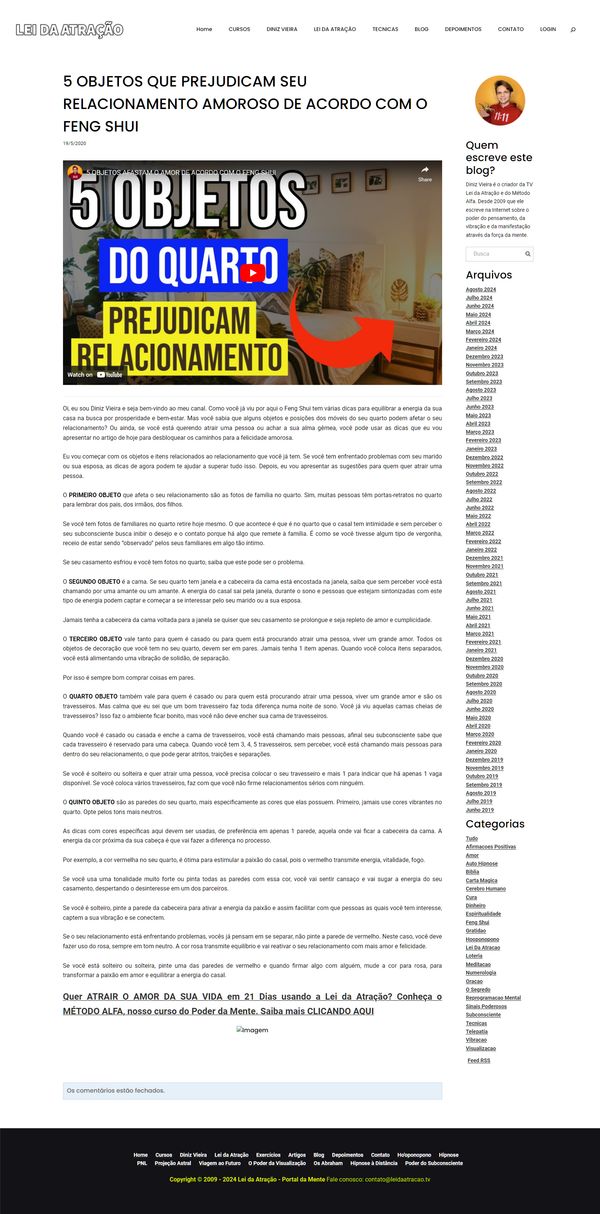 LEI DA ATRAÇÃO
Home CURSOS DINIZ VIEIRA LEI DA ATRAÇÃO TECNICAS BLOG DEPOIMENTOS CONTATO LOGIN
5 OBJETOS QUE PREJUDICAM SEU
RELACIONAMENTO AMOROSO DE ACORDO COM O
FENG SHUI
19/5/2020
5 OBJETOS AFASTAM O AMOR DE ACORDO COM O FENG SHUI
Share
5 OBJETOS
DO QUARTO
PREJUDICAM
RELACIONAMENTO
Watch on YouTube
Oi, eu sou Diniz Vieira e seja bem-vindo ao meu canal. Como você já viu por aqui o Feng Shui tem várias dicas para equilibrar a energia da sua
casa na busca por prosperidade e bem-estar. Mas você sabia que alguns objetos e posições dos móveis do seu quarto podem afetar o seu
relacionamento? Ou ainda, se você está querendo atrair uma pessoa ou achar a sua alma gêmea, você pode usar as dicas que eu vou
apresentar no artigo de hoje para desbloquear os caminhos para a felicidade amorosa.
Eu vou começar com os objetos e itens relacionados ao relacionamento que você já tem. Se você tem enfrentado problemas com seu marido
ou sua esposa, as dicas de agora podem te ajudar a superar tudo isso. Depois, eu vou apresentar as sugestões para quem quer atrair uma
pessoa.
O PRIMEIRO OBJETO que afeta o seu relacionamento são as fotos de família no quarto. Sim, muitas pessoas têm portas-retratos no quarto
para lembrar dos pais, dos irmãos, dos filhos.
Se você tem fotos de familiares no quarto retire hoje mesmo. O que acontece é que é no quarto que o casal tem intimidade e sem perceber o
seu subconsciente busca inibir o desejo e o contato porque há algo que remete à família. É como se você tivesse algum tipo de vergonha,
receio de estar sendo "observado" pelos seus familiares em algo tão íntimo.
Se seu casamento esfriou e você tem fotos no quarto, saiba que este pode ser o problema.
O SEGUNDO OBJETO é a cama. Se seu quarto tem janela e a cabeceira da cama está encostada na janela, saiba que sem perceber você está
chamando por uma amante ou um amante. A energia do casal sai pela janela, durante o sono e pessoas que estejam sintonizadas com este
tipo de energia podem captar e começar a se interessar pelo seu marido ou a sua esposa.
Jamais tenha a cabeceira da cama voltada para a janela se quiser que seu casamento se prolongue e seja repleto de amor e cumplicidade.
O TERCEIRO OBJETO vale tanto para quem é casado ou para quem está procurando atrair uma pessoa, viver um grande amor. Todos os
objetos de decoração que você tem no seu quarto, devem ser em pares. Jamais tenha 1 item apenas. Quando você coloca itens separados,
você está alimentando uma vibração de solidão, de separação.
Por isso é sempre bom comprar coisas em pares.
O QUARTO OBJETO também vale para quem é casado ou para quem está procurando atrair uma pessoa, viver um grande amor e são os
travesseiros. Mas calma que eu sei que um bom travesseiro faz toda diferença numa noite de sono. Você já viu aquelas camas cheias de
travesseiros? Isso faz o ambiente ficar bonito, mas você não deve encher sua cama de travesseiros.
Quando você é casado ou casada e enche a cama de travesseiros, você está chamando mais pessoas, afinal seu subconsciente sabe que
cada travesseiro é reservado para uma cabeça. Quando você tem 3, 4, 5 travesseiros, sem perceber, você está chamando mais pessoas para
dentro do seu relacionamento, o que pode gerar atritos, traições e separações.
Se você é solteiro ou solteira e quer atrair uma pessoa, você precisa colocar o seu travesseiro e mais 1 para indicar que há apenas 1 vaga
disponível. Se você coloca vários travesseiros, faz com que você não firme relacionamentos sérios com ninguém.
O QUINTO OBJETO são as paredes do seu quarto, mais especificamente as cores que elas possuem. Primeiro, jamais use cores vibrantes no
quarto. Opte pelos tons mais neutros.
As dicas com cores específicas aqui devem ser usadas, de preferência em apenas 1 parede, aquela onde vai ficar a cabeceira da cama. A
energia da cor próxima da sua cabeça é que vai fazer a diferença no processo.
Por exemplo, a cor vermelha no seu quarto, é ótima para estimular a paixão do casal, pois o vermelho transmite energia, vitalidade, fogo.
Se você usa uma tonalidade muito forte ou pinta todas as paredes com essa cor, você vai sentir cansaço e vai sugar a energia do seu
casamento, despertando o desinteresse em um dos parceiros.
Se você é solteiro, pinte a parede da cabeceira para ativar a energia da paixão e assim facilitar com que pessoas as quais você tem interesse,
captem a sua vibração e se conectem.
Se o seu relacionamento está enfrentando problemas, vocês já pensam em se separar, não pinte a parede de vermelho. Neste caso, você deve
fazer uso do rosa, sempre em tom neutro. A cor rosa transmite equilíbrio e vai reativar o seu relacionamento com mais amor e felicidade.
Se você está solteiro ou solteira, pinte uma das paredes de vermelho e quando firmar algo com alguém, mude a cor para rosa, para
transformar a paixão em amor e equilibrar a energia do casal.
Quer ATRAIR O AMOR DA SUA VIDA em 21 Dias usando a Lei da Atração? Conheça o
MÉTODO ALFA, nosso curso do Poder da Mente. Saiba mais CLICANDO AQUI
Imagem
Os comentários estão fechados.
11:11
Quem
escreve este
blog?
Diniz Vieira é o criador da TV
Lei da Atração e do Método
Alfa. Desde 2009 que ele
escreve na Internet sobre o
poder do pensamento, da
vibração e da manifestação
através da força da mente.
Busca
Arquivos
Agosto 2024
Julho 2024
Junho 2024
Maio 2024
Abril 2024
Março 2024
Fevereiro 2024
Janeiro 2024
Dezembro 2023
Novembro 2023
Outubro 2023
Setembro 2023
Agosto 2023
Julho 2023
Junho 2023
Maio 2023
Abril 2023
Março 2023
Fevereiro 2023
Janeiro 2023
Dezembro 2022
Novembro 2022
Outubro 2022
Setembro 2022
Agosto 2022
Julho 2022
Junho 2022
Maio 2022
Abril 2022
Março 2022
Fevereiro 2022
Janeiro 2022
Dezembro 2021
Novembro 2021
Outubro 2021
Setembro 2021
Agosto 2021
Julho 2021
Junho 2021
Maio 2021
Abril 2021
Março 2021
Fevereiro 2021
Janeiro 2021
Dezembro 2020
Novembro 2020
Outubro 2020
Setembro 2020
Agosto 2020
Julho 2020
Junho 2020
Maio 2020
Abril 2020
Março 2020
Fevereiro 2020
Janeiro 2020
Dezembro 2019
Novembro 2019
Outubro 2019
Setembro 2019
Agosto 2019
Julho 2019
Junho 2019
Categorias
Tudo
Afirmacoes Positivas
Amor
Auto Hipnose
Biblia
Carta Magica
Cerebro Humano
Cura
Dinheiro
Espiritualidade
Feng Shui
Gratidao
Hooponopono
Lei Da Atracao
Loteria
Meditacao
Numerologia
Oracao
O Segredo
Reprogramacao Mental
Sinais Poderosos
Subconsciente
Tecnicas
Telepatia
Vibracao
Visualizacao
Feed RSS
Home Cursos Diniz Vieira Lei da Atração Exercícios Artigos Blog Depoimentos Contato Ho'oponopono Hipnose
PNL Projeção Astral Viagem ao Futuro O Poder da Visualização Os Abraham Hipnose à Distância Poder do Subconsciente
Copyright © 2009 - 2024 Lei da Atração - Portal da Mente Fale conosco: contato@leidaatracao.tv